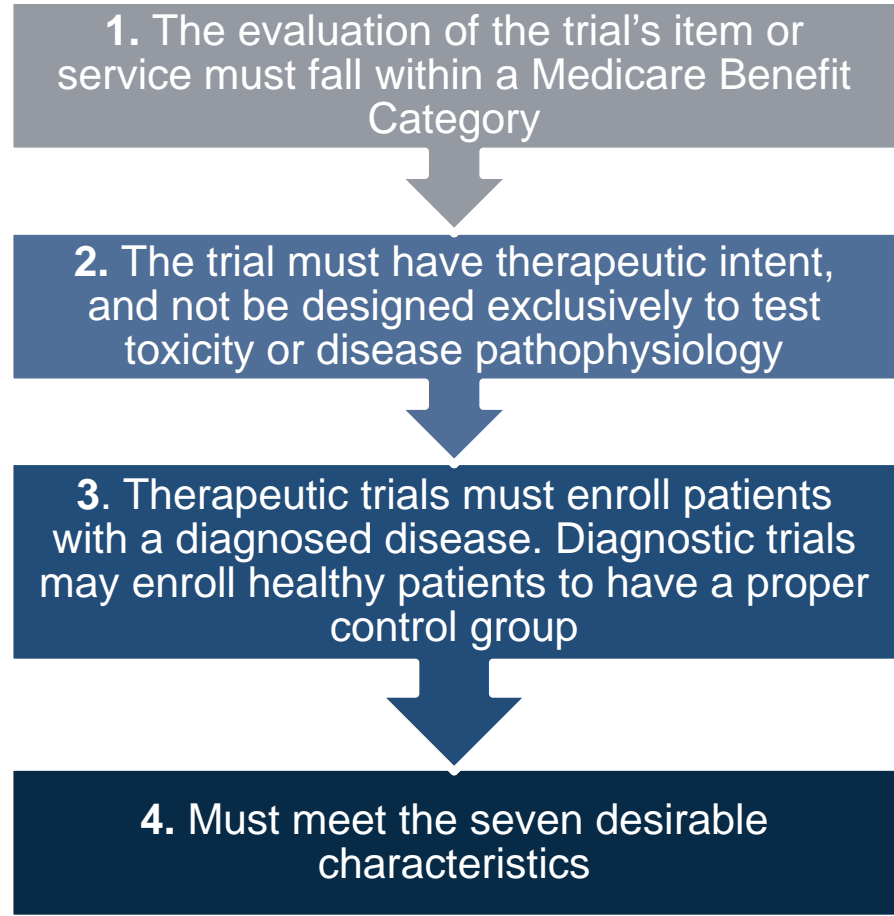 1. The evaluation of the trial’s item or
service must fall within a Medicare Benefit
Category
2. The trial must have therapeutic intent,
and not be designed exclusively to test
toxicity or disease pathophysiology
3. Therapeutic trials must enroll patients
with a diagnosed disease. Diagnostic trials
may enroll healthy patients to have a proper
control group
4. Must meet the seven desirable
characteristics